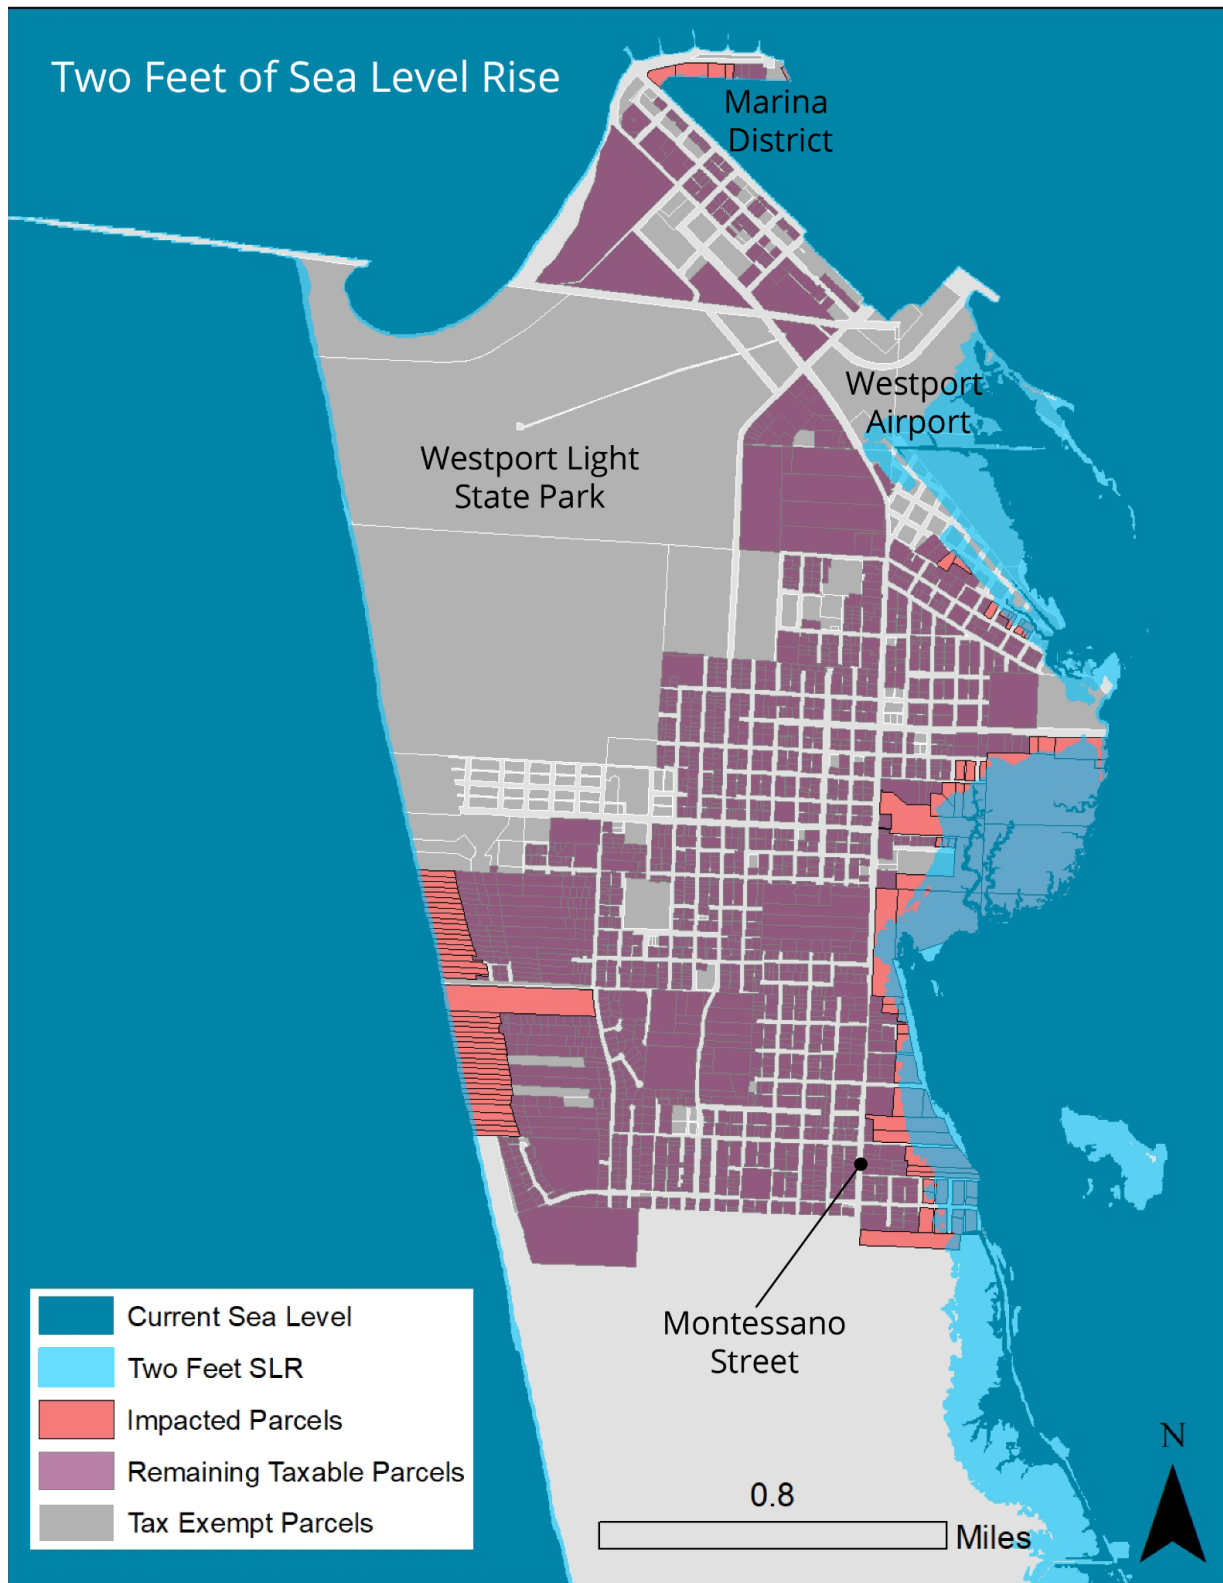 Two Feet of Sea Level Rise
Marina
District
Westport
Airport
Westport Light
State Park
Montessano
Street
Current Sea Level
Two Feet SLR
Impacted Parcels
Remaining Taxable Parcels
Tax Exempt Parcels
0.8
Miles
N